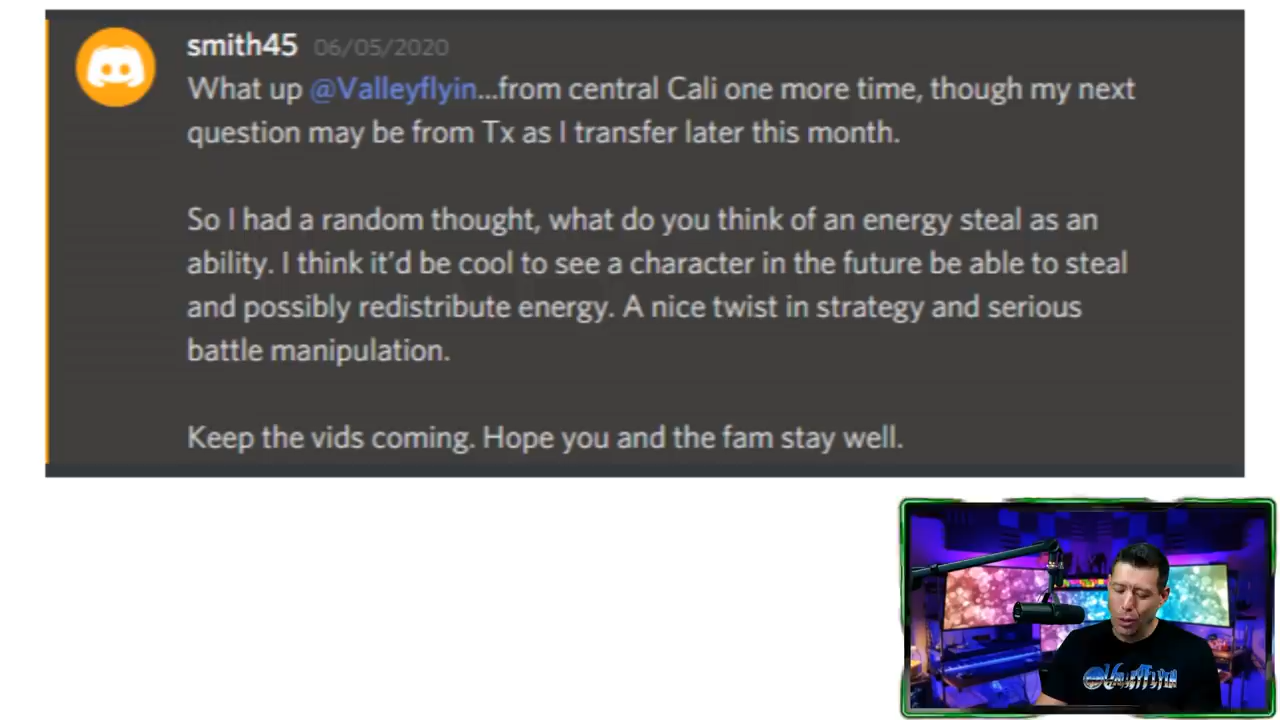 smith45 06/05/2020
What up @Valleyflyin...from central Cali one more time, though my next
question may be from Tx as I transfer later this month.
So I had a random thought, what do you think of an energy steal as an
ability. I think it'd be cool to see a character in the future be able to steal
and possibly redistribute energy. A nice twist in strategy and serious
battle manipulation.
Keep the vids coming. Hope you and the fam stay well.
VALLEYFLYIN